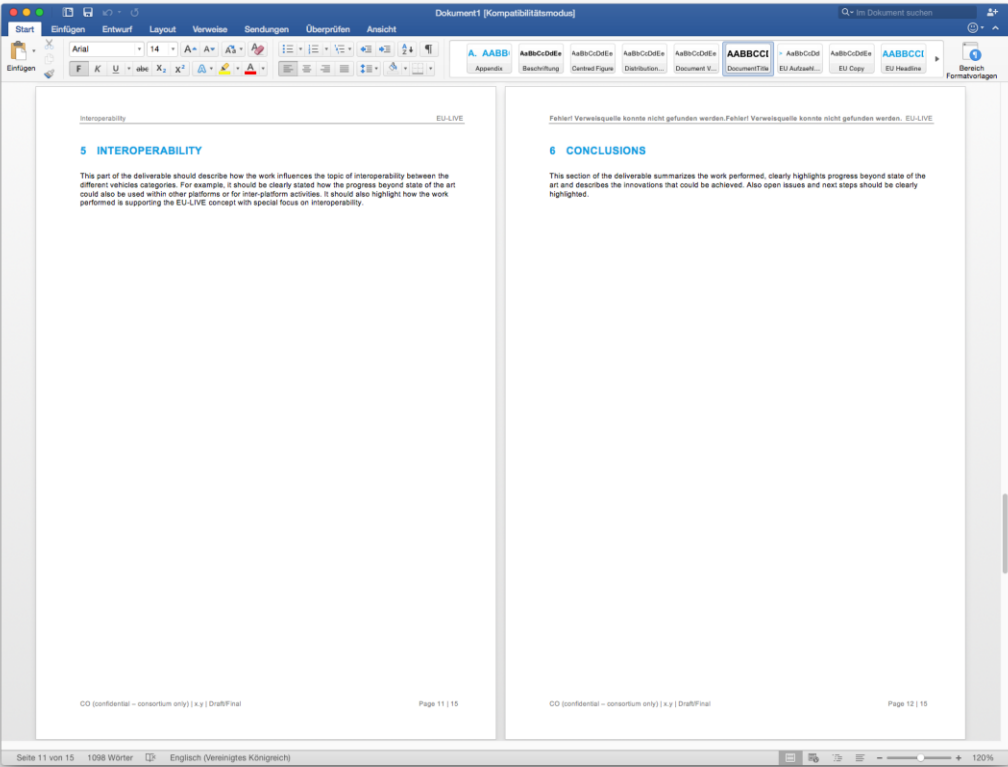 Dokument1 [Kompatibilitätsmodus]
Im Dokument suchen
Start Einfügen Entwurf Layout Verweise Sendungen Überprüfen Ansicht
Einfügen
Arial 14
F K U abc X2 X2 A A
A. AABB( AaBbCcDdEe AaBbCcDdEe AaBbCcDdEe AaBbCcDdEe AABBCCI AaBbCcDd AaBbCcDdEe AABBCCI
Appendix Beschriftung Centred Figure Distribution... Document V... DocumentTitle EU Aufzaehl... EU Copy EU Headline
Bereich
Formatvorlagen
Interoperability EU-LIVE
5 INTEROPERABILITY
This part of the deliverable should describe how the work influences the topic of interoperability between the
different vehicles categories. For example, it should be clearly stated how the progress beyond state of the art
could also be used within other platforms or for inter-platform activities. It should also highlight how the work
performed is supporting the EU-LIVE concept with special focus on interoperability.
CO (confidential – consortium only) | x.y | Draft/Final Page 11 | 15
Fehler! Verweisquelle konnte nicht gefunden werden.Fehler! Verweisquelle konnte nicht gefunden werden. EU-LIVE
6 CONCLUSIONS
This section of the deliverable summarizes the work performed, clearly highlights progress beyond state of the
art and describes the innovations that could be achieved. Also open issues and next steps should be clearly
highlighted.
CO (confidential – consortium only) | x.y | Draft/Final Page 12 | 15
Seite 11 von 15 1098 Wörter Englisch (Vereinigtes Königreich) 120%